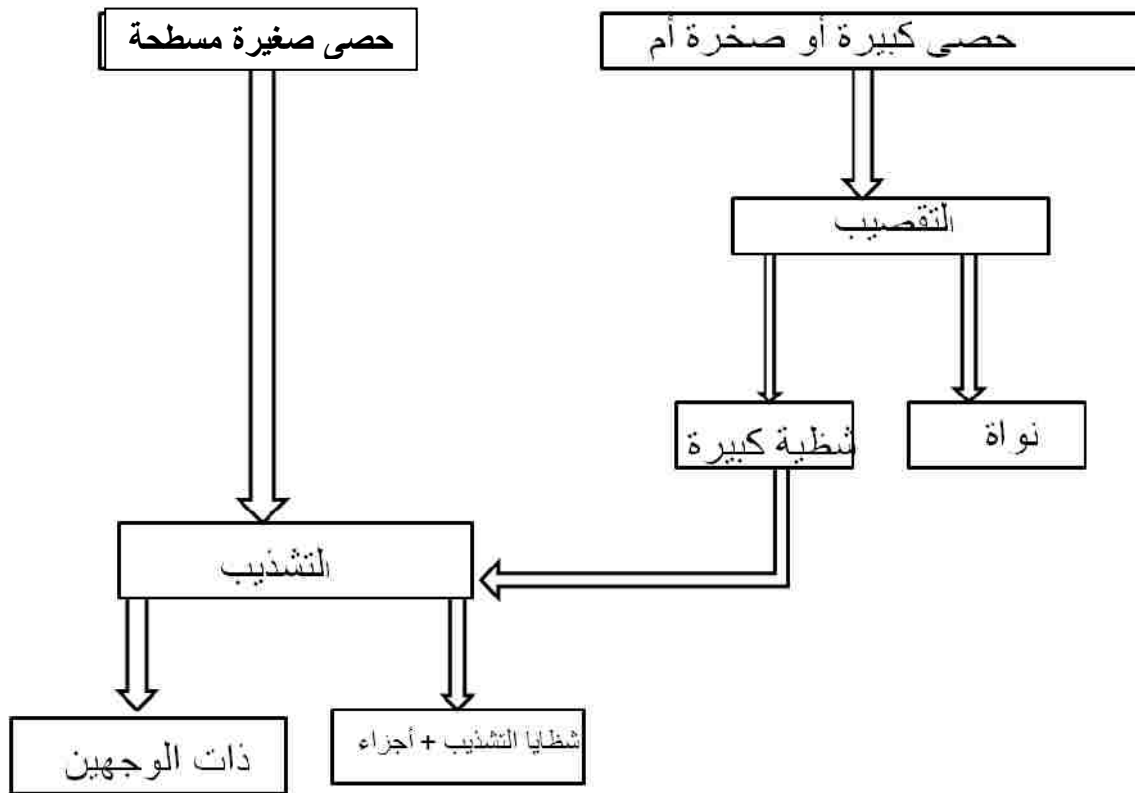 حصى كبيرة أو صخرة أم
حصى صغيرة مسطحة
التقصيب
نواة
شظية كبيرة
التشذيب
شظايا التشذيب + أجزاء
ذات الوجهين